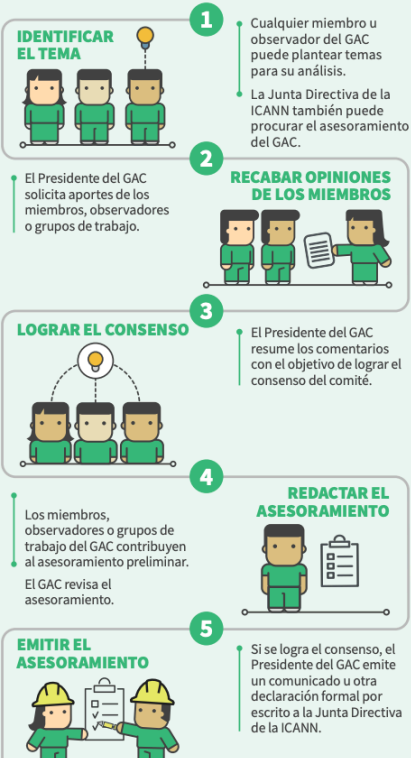 1
IDENTIFICAR
EL TEMA
Cualquier miembro u
observador del GAC
puede plantear temas
para su análisis.
La Junta Directiva de la
ICANN también puede
procurar el asesoramiento
del GAC.
2
RECABAR OPINIONES
DE LOS MIEMBROS
El Presidente del GAC
solicita aportes de los
miembros, observadores
o grupos de trabajo.
3
LOGRAR EL CONSENSO
El Presidente del GAC
resume los comentarios
con el objetivo de lograr el
consenso del comité.
4
REDACTAR EL
ASESORAMIENTO
Los miembros,
observadores o grupos de
trabajo del GAC contribuyen
al asesoramiento preliminar.
El GAC revisa el
asesoramiento.
5
EMITIR EL
ASESORAMIENTO
Si se logra el consenso, el
Presidente del GAC emite
un comunicado u otra
declaración formal por
escrito a la Junta Directiva
de la ICANN.